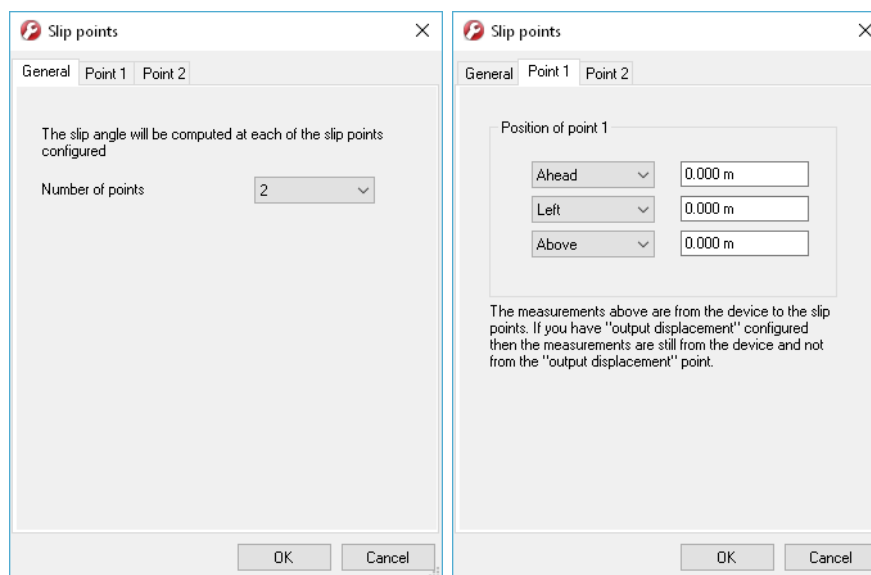 Slip points
General Point 1 Point 2
The slip angle will be computed at each of the slip points
configured
Number of points 2
OK Cancel
Slip points
General Point 1 Point 2
Position of point 1
Ahead 0.000 m
Left 0.000 m
Above 0.000 m
The measurements above are from the device to the slip
points. If you have "output displacement" configured
then the measurements are still from the device and not
from the "output displacement" point.
OK Cancel